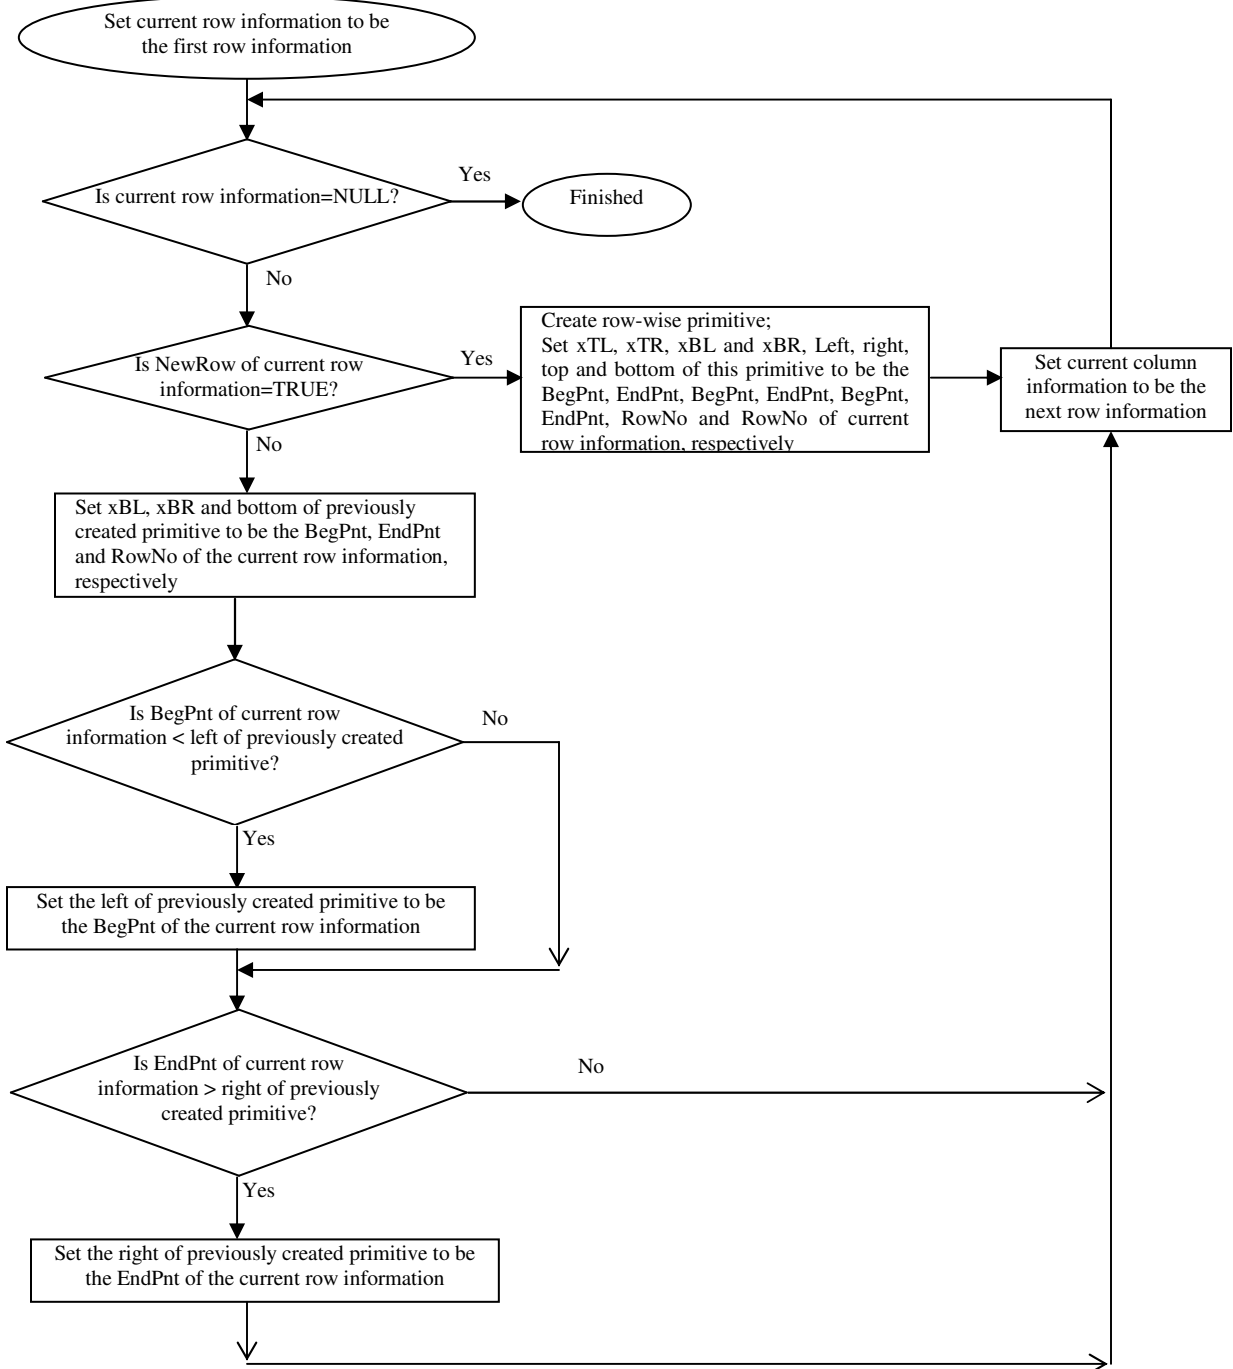 Set current row information to be
the first row information
Is current row information=NULL?
Yes
Finished
No
Is NewRow of current row
information=TRUE?
Yes
Create row-wise primitive;
Set xTL, xTR, xBL and xBR, Left, right,
top and bottom of this primitive to be the
BegPnt, EndPnt, BegPnt, EndPnt, BegPnt,
EndPnt, RowNo and RowNo of current
row information, respectively
Set current column
information to be the
next row information
No
Set xBL, xBR and bottom of previously
created primitive to be the BegPnt, EndPnt
and RowNo of the current row information,
respectively
Is BegPnt of current row
information < left of previously created
primitive?
No
Yes
Set the left of previously created primitive to be
the BegPnt of the current row information
Is EndPnt of current row
information > right of previously
created primitive?
No
Yes
Set the right of previously created primitive to be
the EndPnt of the current row information